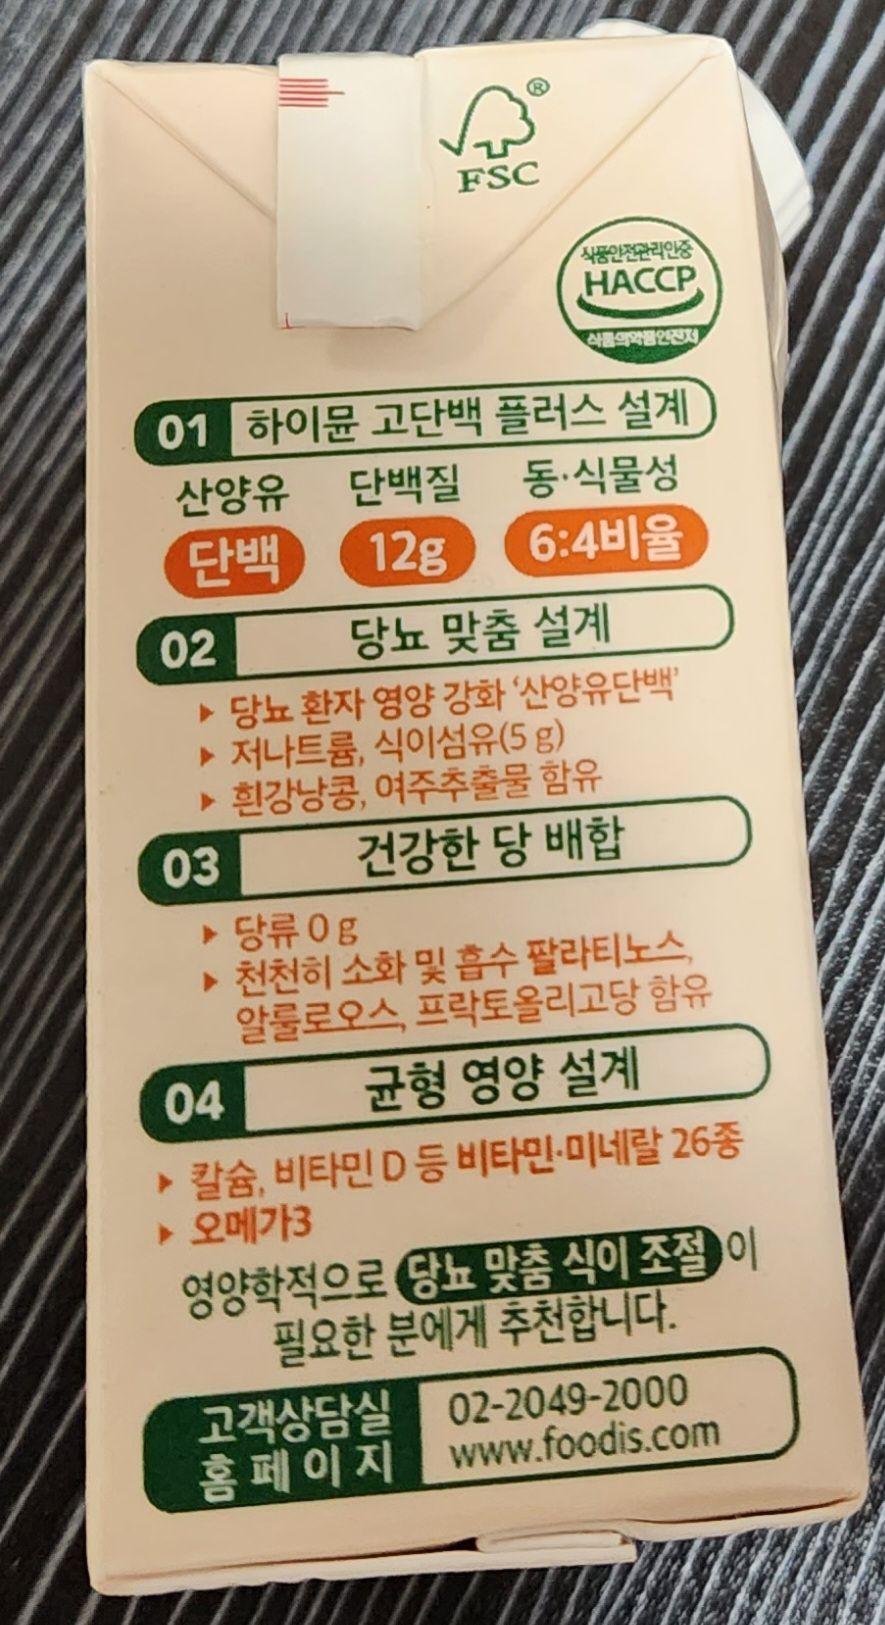 FSC
®
식품안전관리인증
HACCP
식품의약품안전처
01 하이뮨 고단백 플러스 설계
산양유 단백질 동·식물성
단백 12g 6:4비율
02 당뇨 맞춤 설계
▸ 당뇨 환자 영양 강화 ‘산양유단백’
▸ 저나트륨, 식이섬유(5 g)
▸ 흰강낭콩, 여주추출물 함유
03 건강한 당 배합
▸ 당류 0 g
▸ 천천히 소화 및 흡수 팔라티노스,
알룰로오스, 프락토올리고당 함유
04 균형 영양 설계
▸ 칼슘, 비타민 D 등 비타민·미네랄 26종
▸ 오메가3
영양학적으로 당뇨 맞춤 식이 조절이
필요한 분에게 추천합니다.
고객상담실 02-2049-2000
홈페이지 www.foodis.com